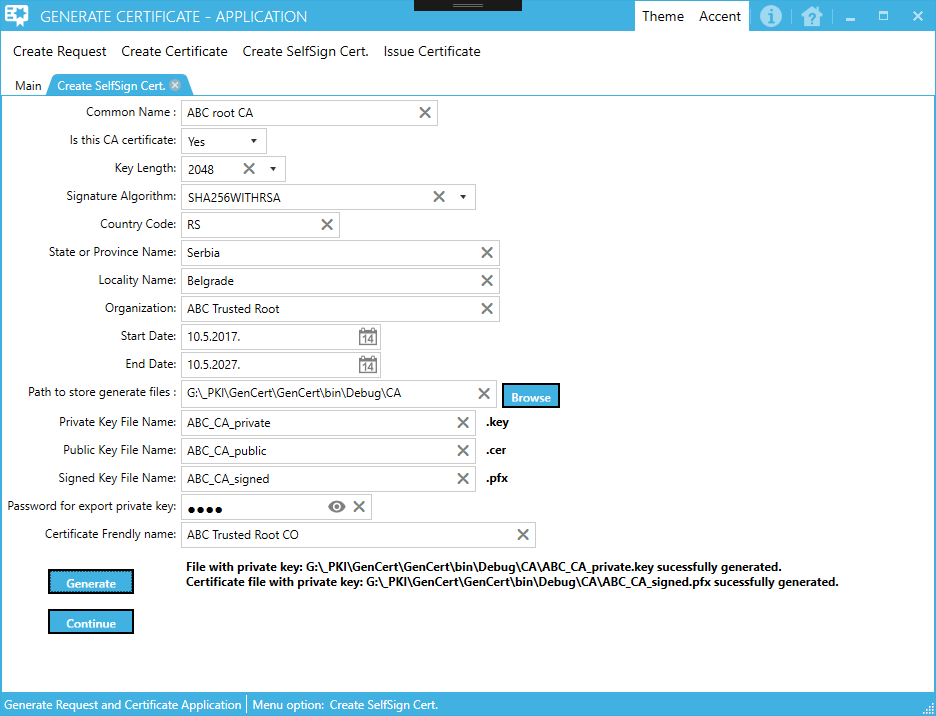 GENERATE CERTIFICATE - APPLICATION
Theme Accent
Create Request Create Certificate Create SelfSign Cert. Issue Certificate
Main Create SelfSign Cert.
Common Name : ABC root CA
Is this CA certificate: Yes
Key Length: 2048
Signature Algorithm: SHA256WITHRSA
Country Code: RS
State or Province Name: Serbia
Locality Name: Belgrade
Organization: ABC Trusted Root
Start Date: 10.5.2017. 14
End Date: 10.5.2027. 14
Path to store generate files : G:\_PKI\GenCert\GenCert\bin\Debug\CA Browse
Private Key File Name: ABC_CA_private .key
Public Key File Name: ABC_CA_public .cer
Signed Key File Name: ABC_CA_signed .pfx
Password for export private key: ●●●●
Certificate Frendly name: ABC Trusted Root CO
File with private key: G:\_PKI\GenCert\GenCert\bin\Debug\CA\ABC_CA_private.key sucessfully generated.
Certificate file with private key: G:\_PKI\GenCert\GenCert\bin\Debug\CA\ABC_CA_signed.pfx sucessfully generated.
Generate
Continue
Generate Request and Certificate Application Menu option: Create SelfSign Cert.